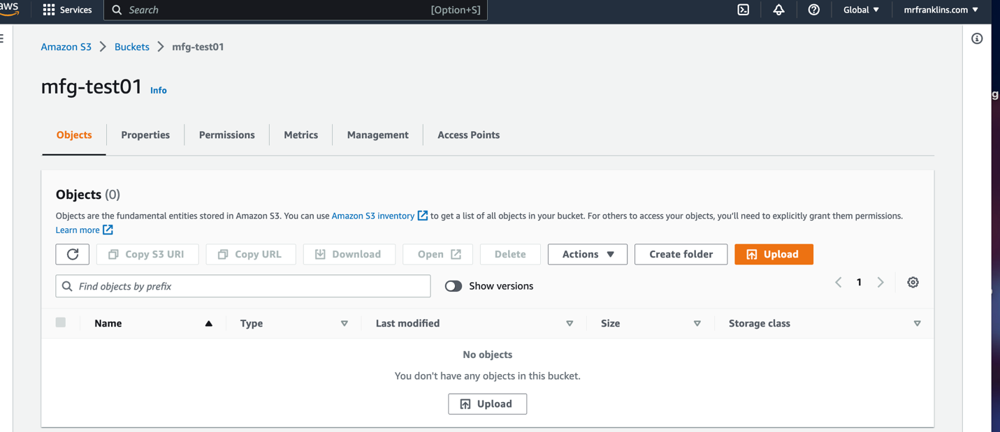 aws
Services
Search
[Option+S]
Global
mrfranklins.com
Amazon S3 > Buckets > mfg-test01
mfg-test01 Info
Objects
Properties
Permissions
Metrics
Management
Access Points
Objects (0)
Objects are the fundamental entities stored in Amazon S3. You can use Amazon S3 inventory to get a list of all objects in your bucket. For others to access your objects, you'll need to explicitly grant them permissions.
Learn more
Copy S3 URI
Copy URL
Download
Open
Delete
Actions
Create folder
Upload
Find objects by prefix
Show versions
1
Name
Type
Last modified
Size
Storage class
No objects
You don't have any objects in this bucket.
Upload
g